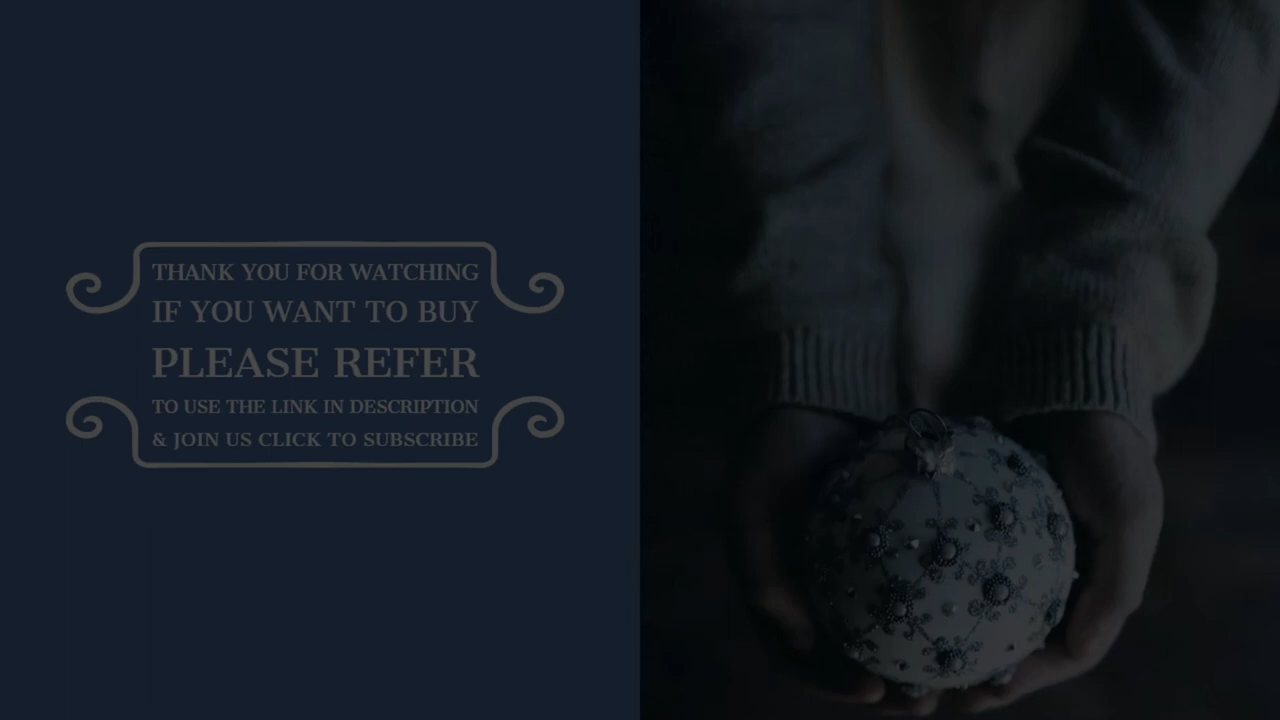 THANK YOU FOR WATCHING
IF YOU WANT TO BUY
PLEASE REFER
TO USE THE LINK IN DESCRIPTION
& JOIN US CLICK TO SUBSCRIBE